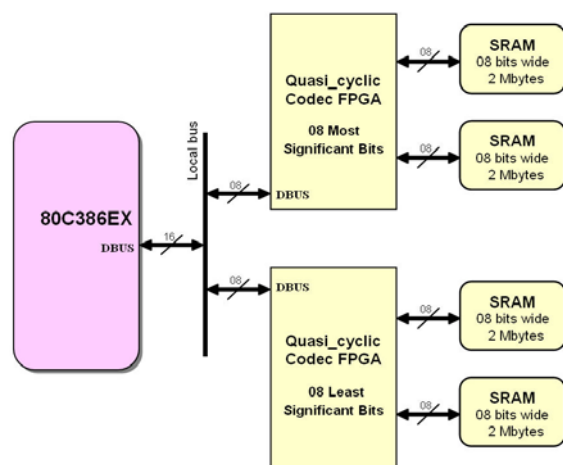 80C386EX
DBUS
16
Local bus
08
DBUS
Quasi_cyclic
Codec FPGA
08 Most
Significant Bits
08
SRAM
08 bits wide
2 Mbytes
08
SRAM
08 bits wide
2 Mbytes
08
DBUS
Quasi_cyclic
Codec FPGA
08 Least
Significant Bits
08
SRAM
08 bits wide
2 Mbytes
08
SRAM
08 bits wide
2 Mbytes